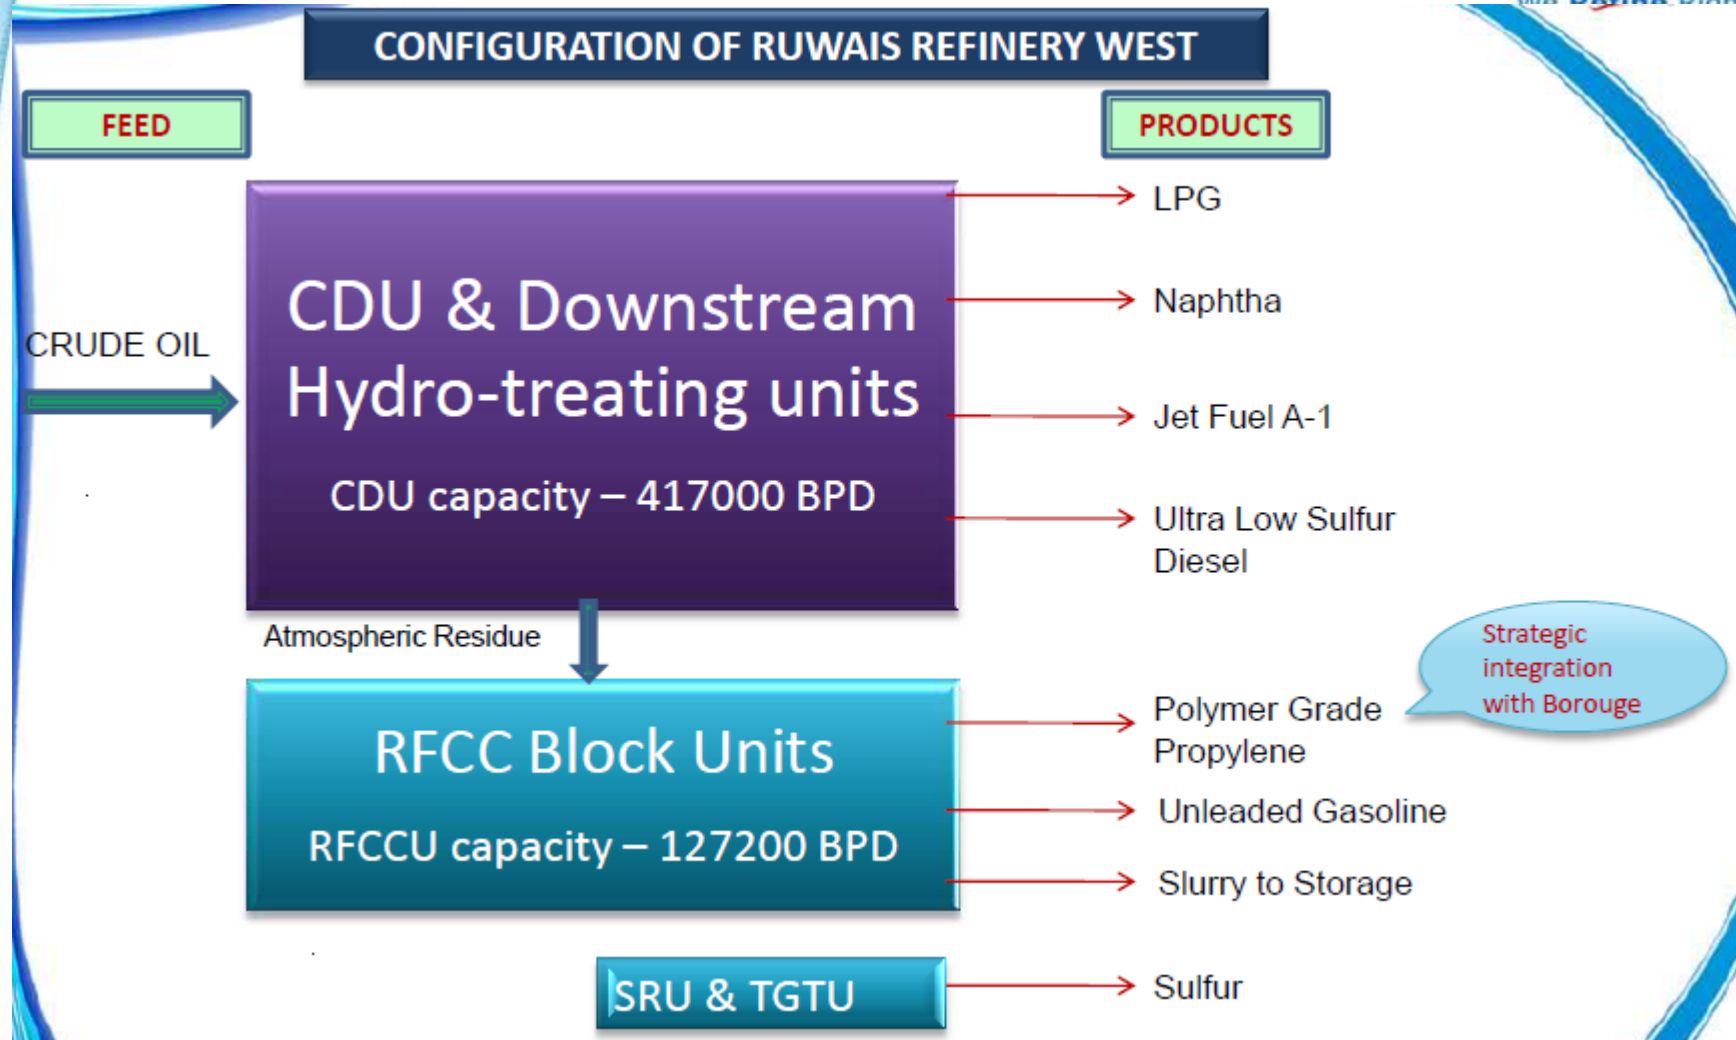 CONFIGURATION OF RUWAIS REFINERY WEST
FEED
PRODUCTS
CRUDE OIL
CDU & Downstream
Hydro-treating units
CDU capacity – 417000 BPD
LPG
Naphtha
Jet Fuel A-1
Ultra Low Sulfur
Diesel
Atmospheric Residue
RFCC Block Units
RFCCU capacity – 127200 BPD
Polymer Grade
Propylene
Strategic
integration
with Borouge
Unleaded Gasoline
Slurry to Storage
SRU & TGTU
Sulfur